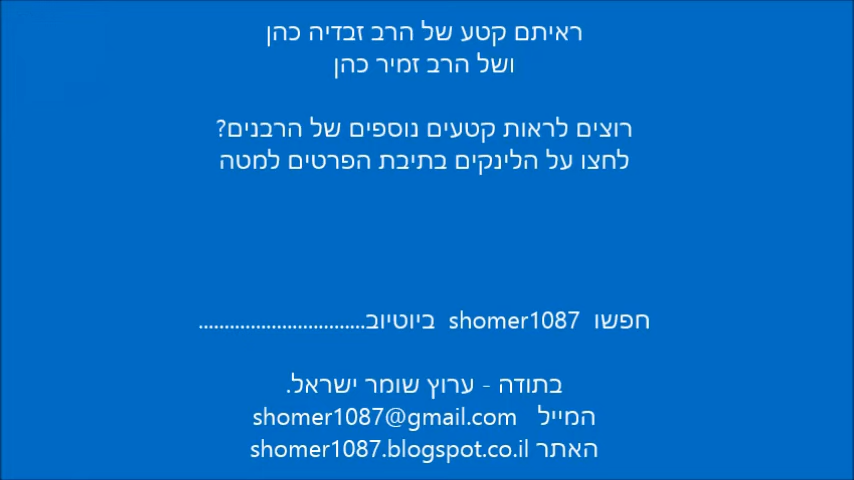 ראיתם קטע של הרב זבדיה כהן
ושל הרב זמיר כהן
רוצים לראות קטעים נוספים של הרבנים?
לחצו על הלינקים בתיבת הפרטים למטה
חפשו shomer1087 ביוטיוב................................
בתודה - ערוץ שומר ישראל.
המייל shomer1087@gmail.com
האתר shomer1087.blogspot.co.il